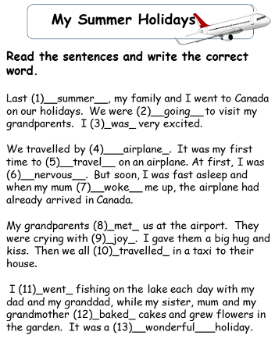 My Summer Holidays
Read the sentences and write the correct
word.
Last (1)__summer__, my family and I went to Canada
on our holidays. We were (2)__going__ to visit my
grandparents. I (3)_was_ very excited.
We travelled by (4)___airplane_. It was my first
time to (5)__travel__ on an airplane. At first, I was
(6)__nervous__. But soon, I was fast asleep and
when my mum (7)__woke__ me up, the airplane had
already arrived in Canada.
My grandparents (8)_met_ us at the airport. They
were crying with (9)_joy_. I gave them a big hug and
kiss. Then we all (10)_travelled_ in a taxi to their
house.
I (11)_went_ fishing on the lake each day with my
dad and my granddad, while my sister, mum and my
grandmother (12)_baked_ cakes and grew flowers
in the garden. It was a (13)__wonderful___holiday.